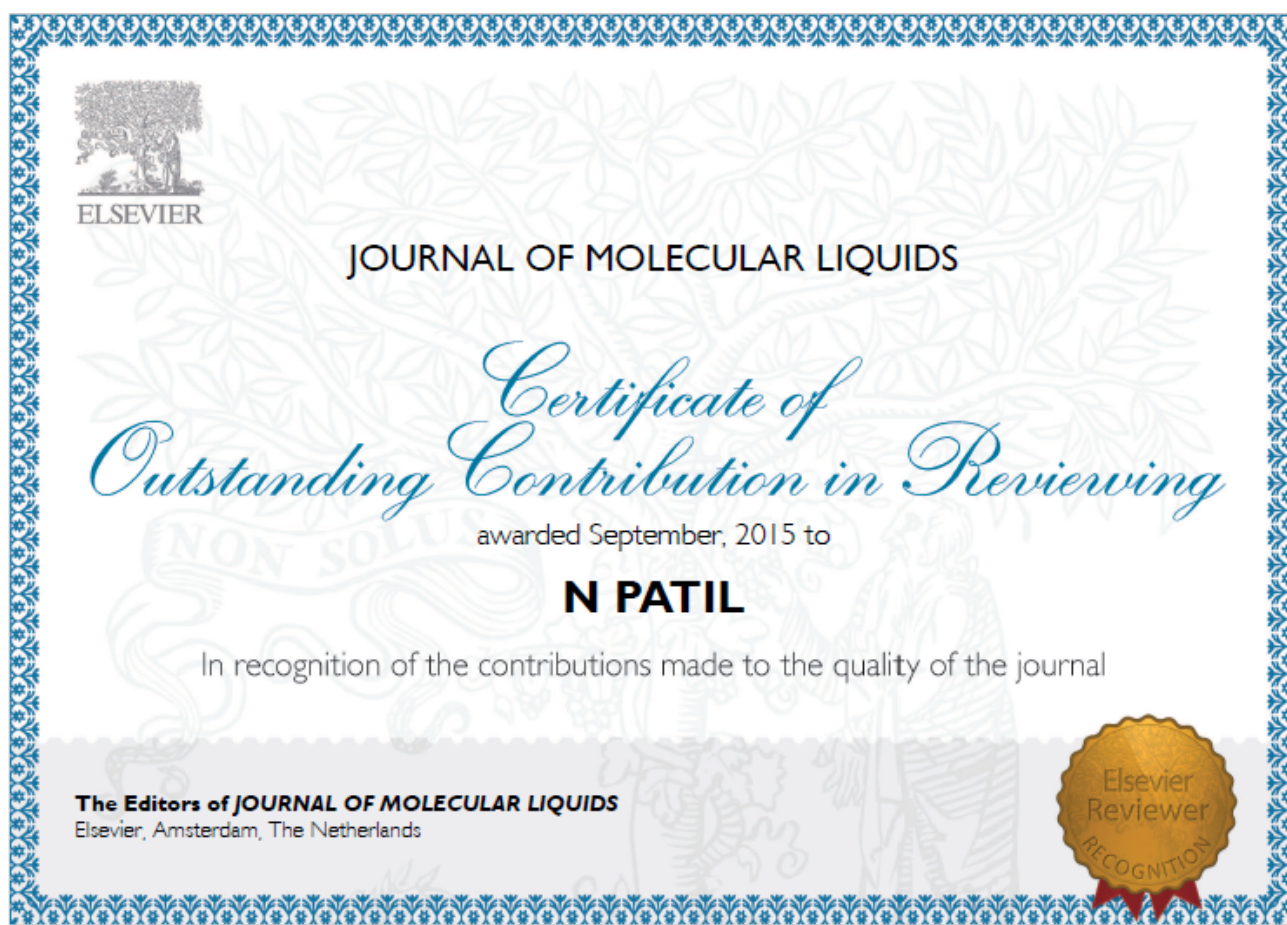 ELSEVIER
JOURNAL OF MOLECULAR LIQUIDS
Certificate of
Outstanding Contribution in Reviewing
NON SOLU
awarded September, 2015 to
N PATIL
In recognition of the contributions made to the quality of the journal
The Editors of JOURNAL OF MOLECULAR LIQUIDS
Elsevier, Amsterdam, The Netherlands
Elsevier
Reviewer
RECOGNITION